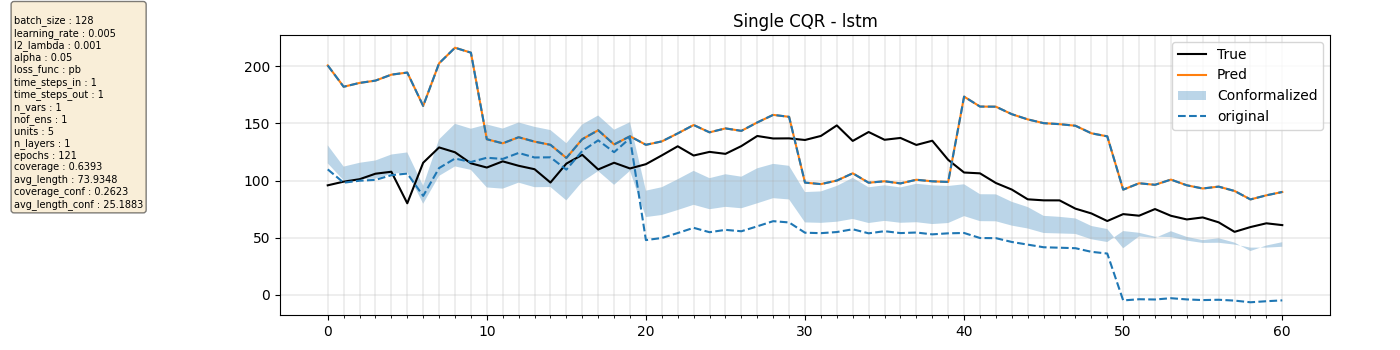 batch_size : 128
learning_rate : 0.005
l2_lambda : 0.001
alpha : 0.05
loss_func : pb
time_steps_in : 1
time_steps_out : 1
n_vars : 1
nof_ens : 1
units : 5
n_layers : 1
epochs : 121
coverage : 0.6393
avg_length : 73.9348
coverage_conf : 0.2623
avg_length_conf : 25.1883
Single CQR - lstm
True
Pred
Conformalized
original
200
150
100
50
0
0 10 20 30 40 50 60